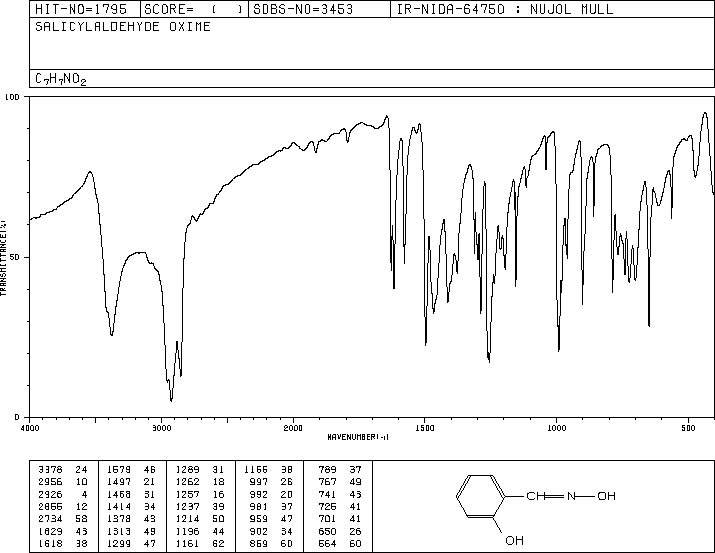 HIT-NO=1795 SCORE= ( ) SDBS-NO=3453 IR-NIDA-64750 : NUJOL MULL
SALICYLALDEHYDE OXIME
C7H7NO2
100
TRANSMITTANCE(%)
50
0
4000 3000 2000 1500 1000 500
WAVENUMBER(-1)
3378 24 1579 46 1289 31 1155 38 789 37
2956 10 1497 21 1262 18 997 26 767 49
2926 4 1468 31 1257 16 992 20 741 43
2855 12 1414 34 1237 39 981 37 725 41
2734 58 1378 43 1214 50 959 47 701 41
1629 43 1313 49 1196 44 902 34 650 26
1618 38 1299 47 1161 62 859 60 564 60
CH N OH
OH